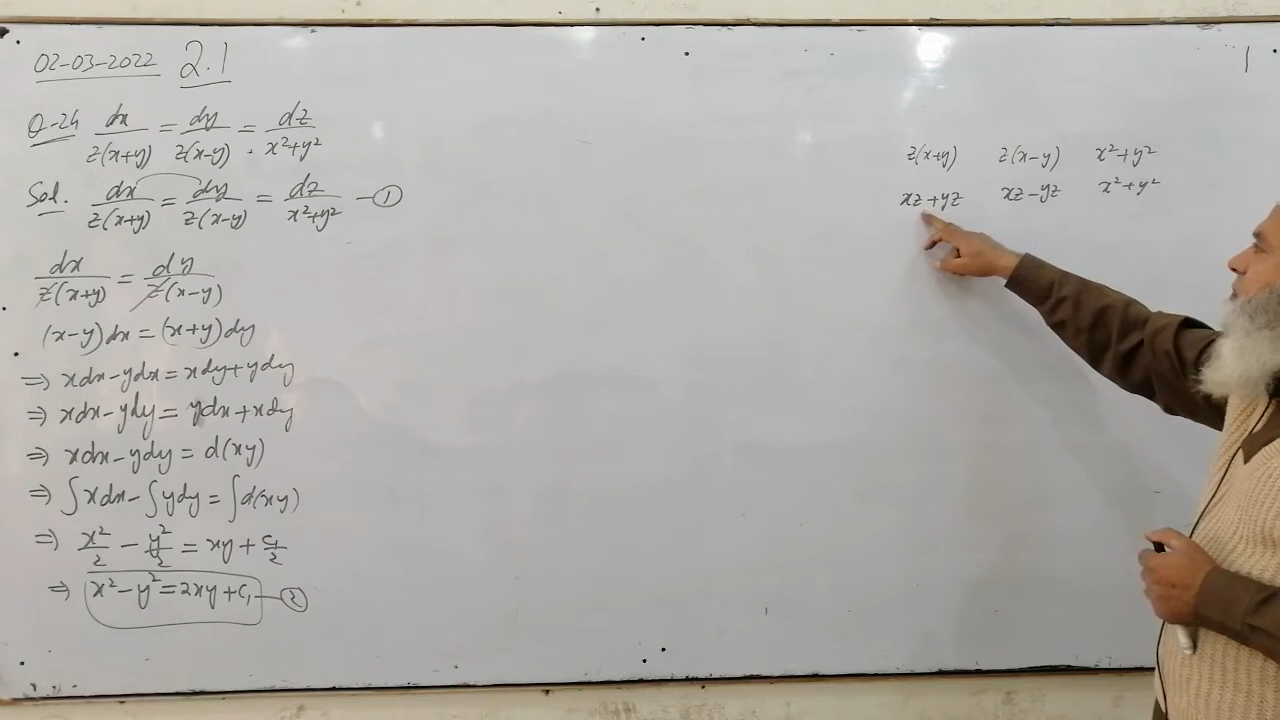 02-03-2022 2.1
Q-24 dx/z(x+y) = dy/z(x-y) = dz/x²+y²
Sol. dx/z(x+y) = dy/z(x-y) = dz/x²+y² —①
dx/z(x+y) = dy/z(x-y)
(x-y)dx = (x+y)dy
⇒ xdx-ydx = xdy+ydy
⇒ xdx-ydy = ydx+xdy
⇒ xdx-ydy = d(xy)
⇒ ∫xdx-∫ydy = ∫d(xy)
⇒ x²/2 - y²/2 = xy + c₁/2
⇒ x²-y²=2xy+c₁ —②
1
z(x+y) z(x-y) x²+y²
xz+yz xz-yz x²+y²